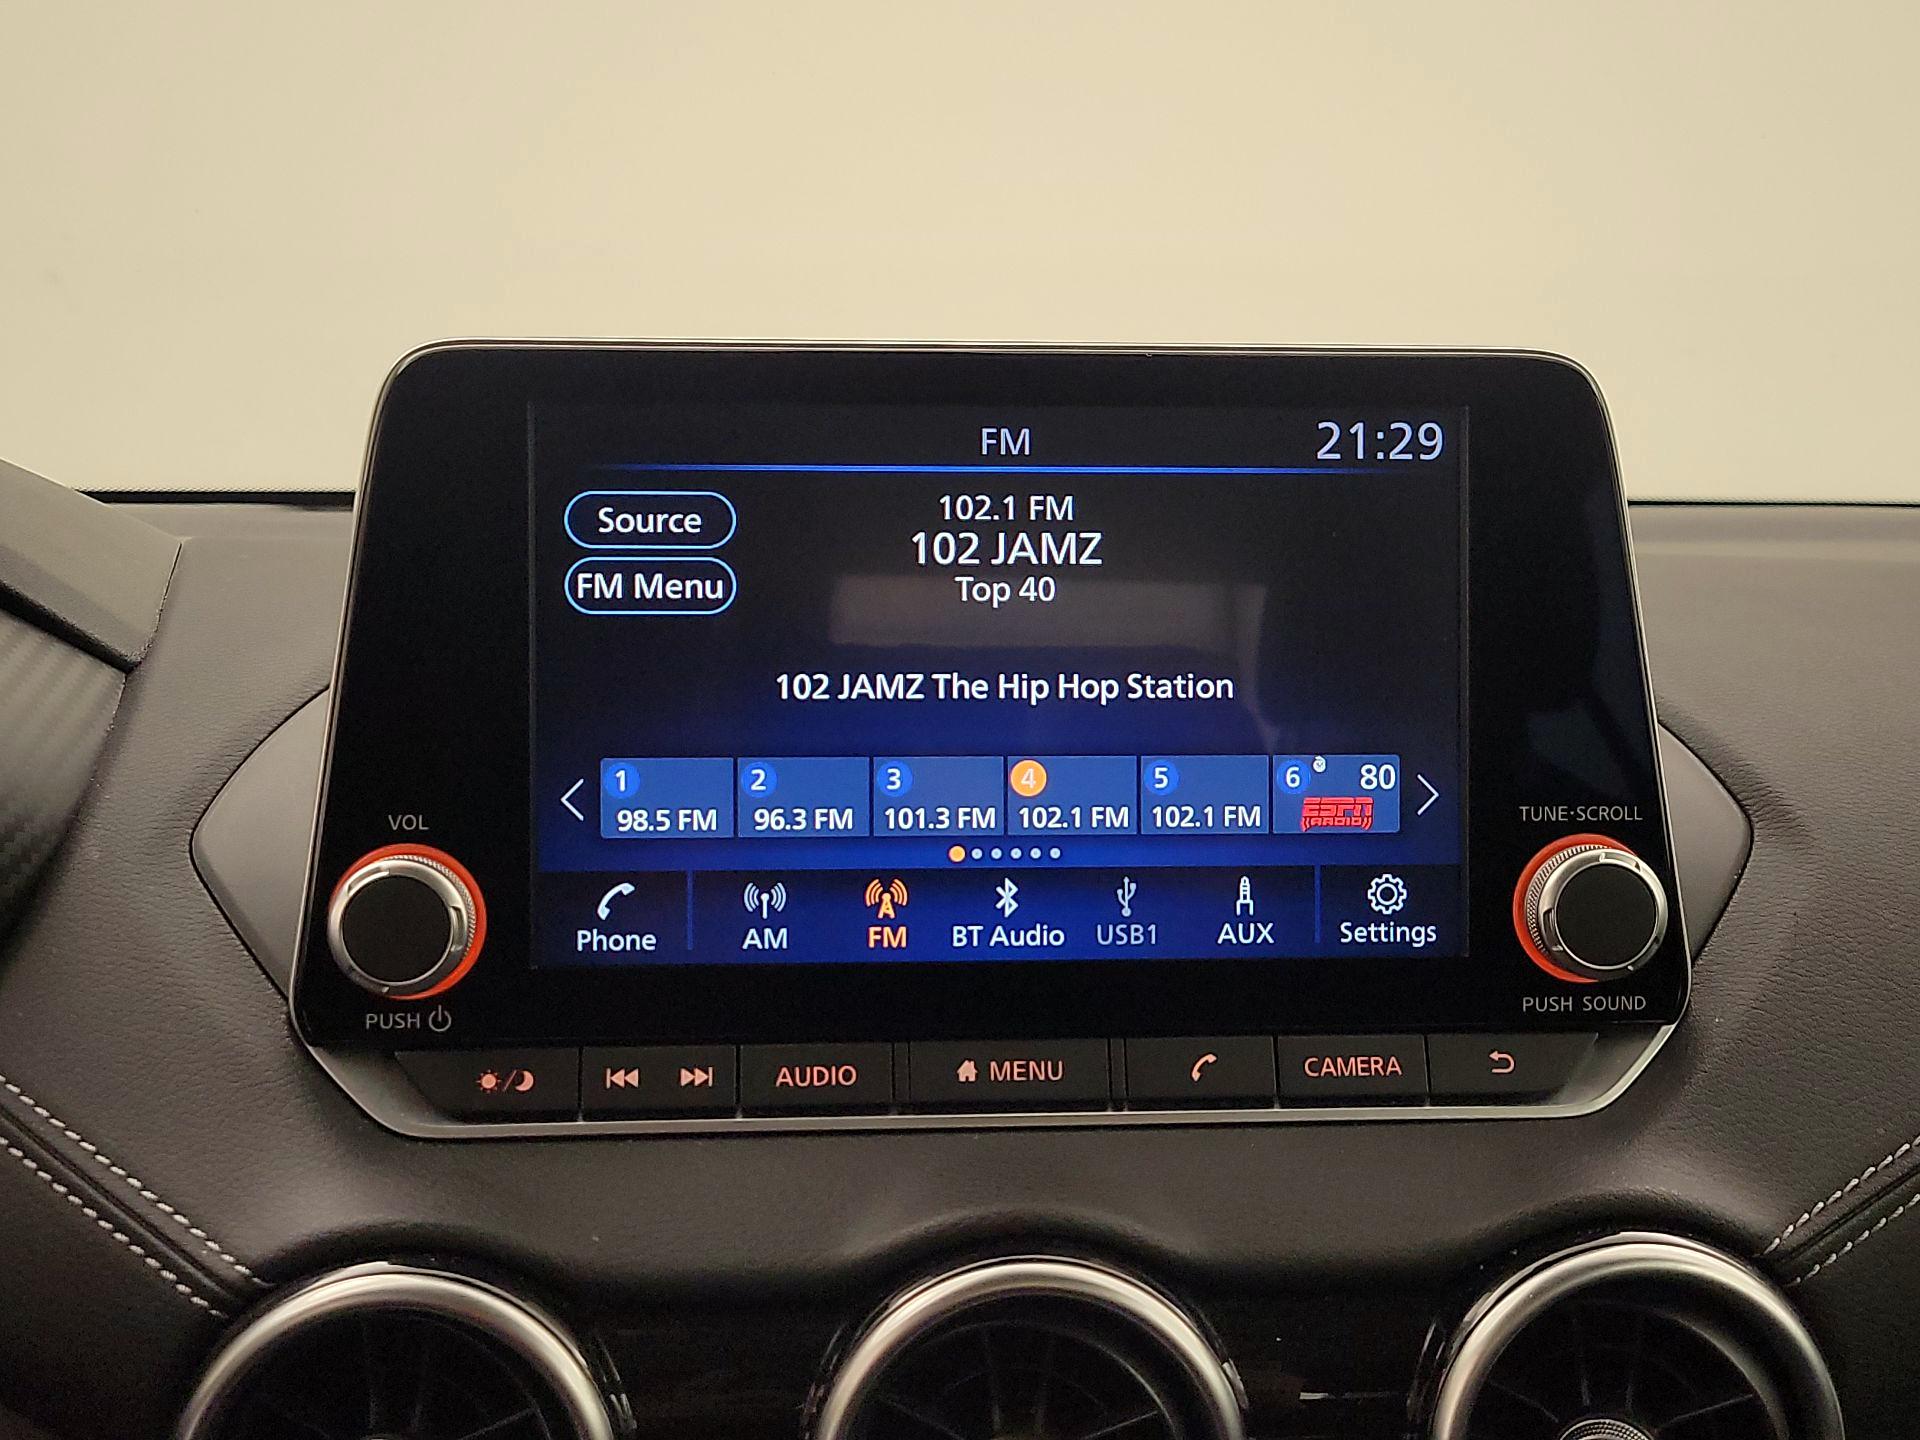 FM
21:29
Source
FM Menu
102.1 FM
102 JAMZ
Top 40
102 JAMZ The Hip Hop Station
1 98.5 FM
2 96.3 FM
3 101.3 FM
4 102.1 FM
5 102.1 FM
6 80 ESPN RADIO
Phone
AM
FM
BT Audio
USB1
AUX
Settings
VOL
PUSH
TUNE·SCROLL
PUSH SOUND
AUDIO
MENU
CAMERA